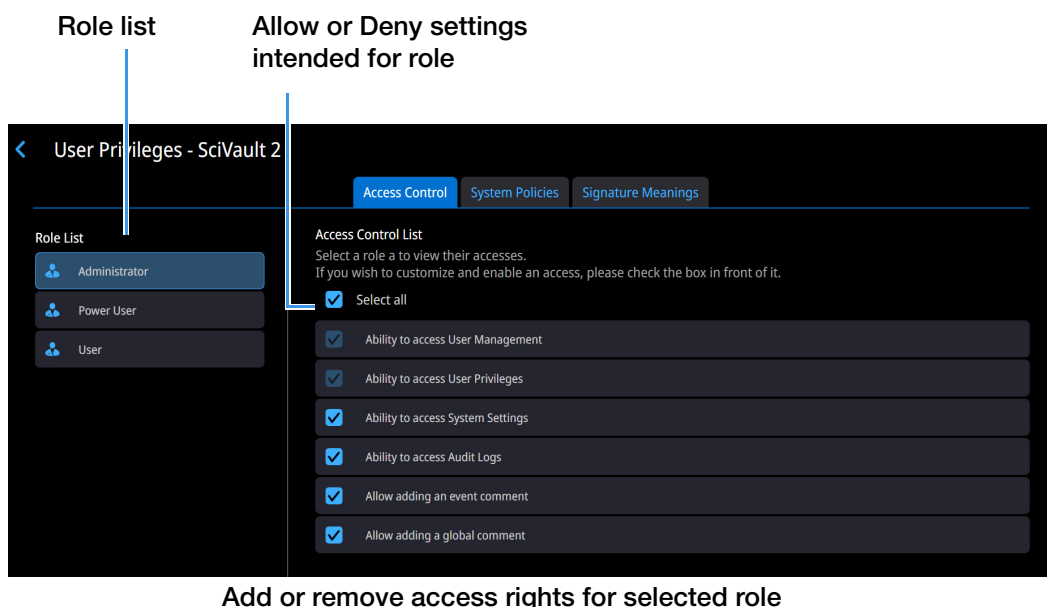 Role list
Allow or Deny settings
intended for role
User Privileges - SciVault 2
Access Control
System Policies
Signature Meanings
Role List
Administrator
Power User
User
Access Control List
Select a role a to view their accesses.
If you wish to customize and enable an access, please check the box in front of it.
Select all
Ability to access User Management
Ability to access User Privileges
Ability to access System Settings
Ability to access Audit Logs
Allow adding an event comment
Allow adding a global comment
Add or remove access rights for selected role